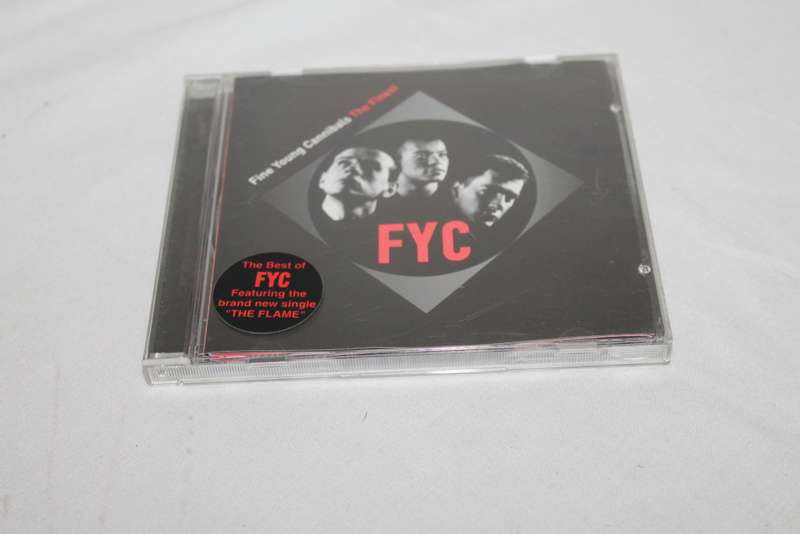 Fine Young Cannibals The Finest
FYC
The Best of
FYC
Featuring the
brand new single
"THE FLAME"